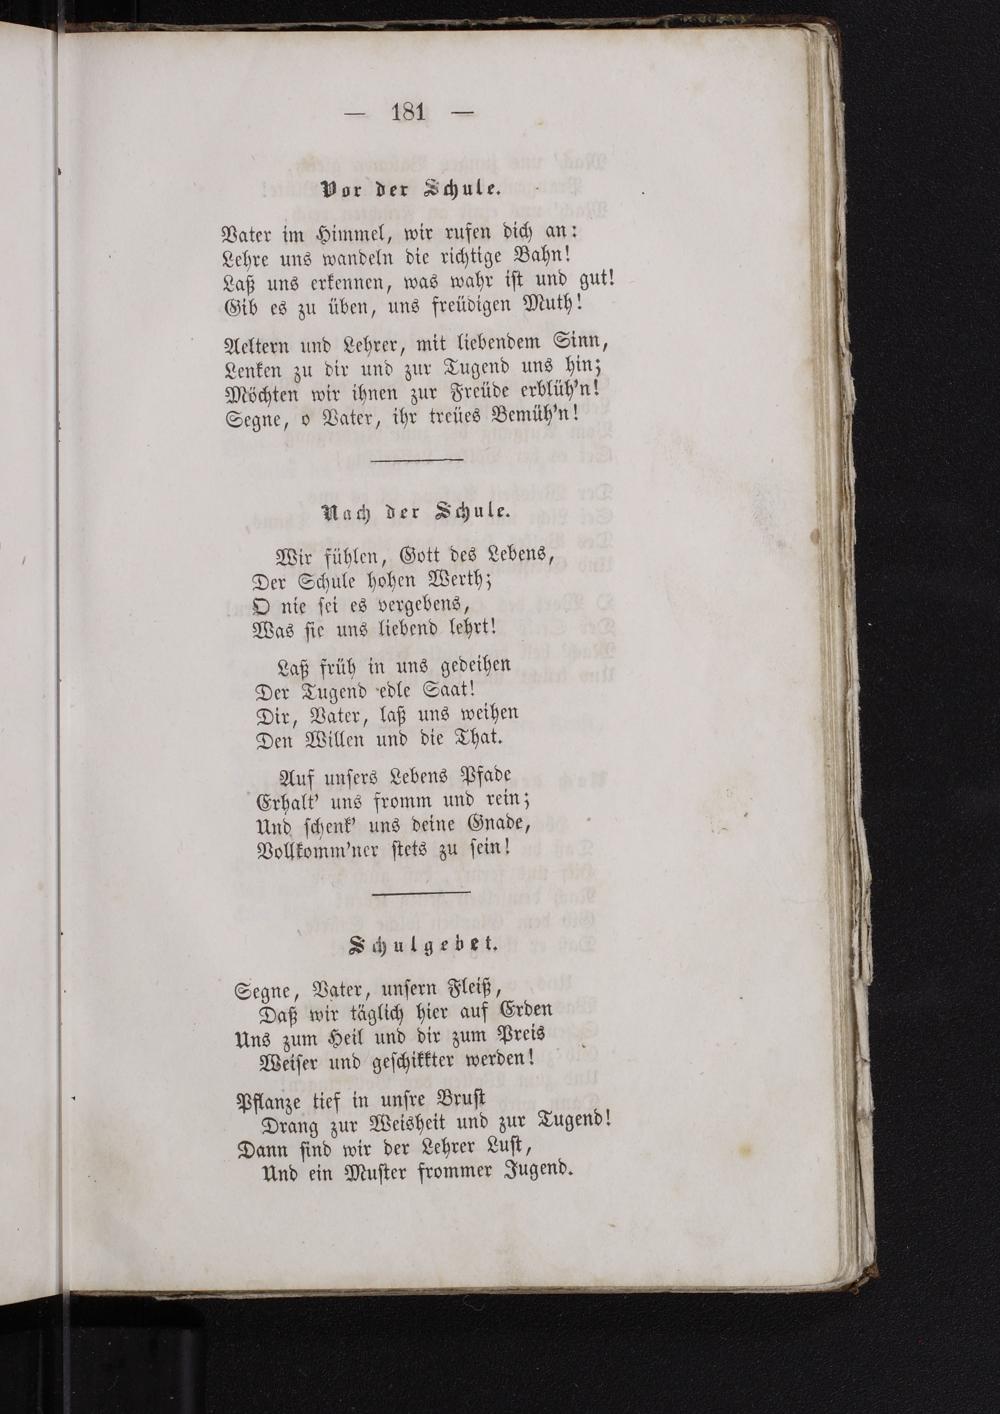 — 181 —
Vor der Schule.
Vater im Himmel, wir rufen dich an:
Lehre uns wandeln die richtige Bahn!
Laß uns erkennen, was wahr ist und gut!
Gib es zu üben, uns freüdigen Muth!
Aeltern und Lehrer, mit liebendem Sinn,
Lenken zu dir und zur Tugend uns hin;
Möchten wir ihnen zur Freüde erblüh'n!
Segne, o Vater, ihr treües Bemüh'n!
Nach der Schule.
Wir fühlen, Gott des Lebens,
Der Schule hohen Werth;
O nie sei es vergebens,
Was sie uns liebend lehrt!
Laß früh in uns gedeihen
Der Tugend edle Saat!
Dir, Vater, laß uns weihen
Den Willen und die That.
Auf unsers Lebens Pfade
Erhalt' uns fromm und rein;
Und schenk' uns deine Gnade,
Vollkomm'ner stets zu sein!
Schulgebet.
Segne, Vater, unsern Fleiß,
Daß wir täglich hier auf Erden
Uns zum Heil und dir zum Preis
Weiser und geschikkter werden!
Pflanze tief in unsre Brust
Drang zur Weisheit und zur Tugend!
Dann sind wir der Lehrer Lust,
Und ein Muster frommer Jugend.